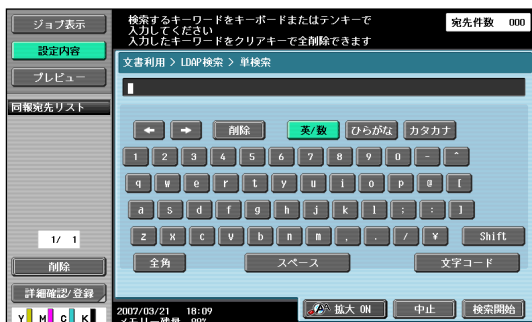 ジョブ表示
検索するキーワードをキーボードまたはテンキーで
入力してください
入力したキーワードをクリアキーで全削除できます
宛先件数 000
設定内容
文書利用 > LDAP検索 > 単検索
プレビュー
同報宛先リスト
← → 削除 英/数 ひらがな カタカナ
1 2 3 4 5 6 7 8 9 0 - ^
q w e r t y u i o p @ [
a s d f g h j k l ; : ]
z x c v b n m , . / ¥ Shift
1/ 1
全角 スペース 文字コード
削除
詳細確認/登録
2007/03/21 18:09
拡大 ON 中止 検索開始
Y M C K
メモリー残量 99%